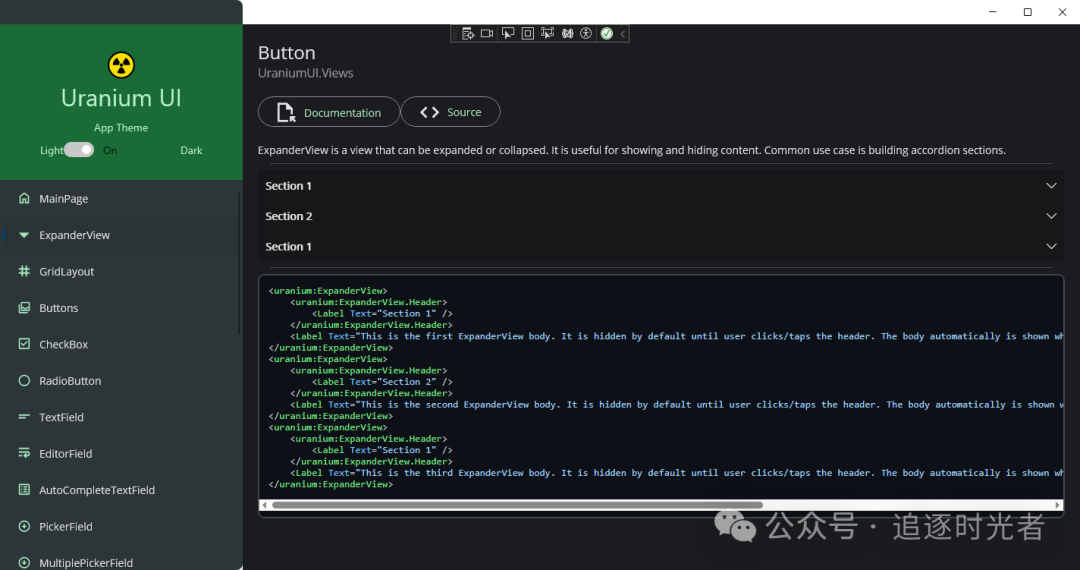 Uranium UI
App Theme
Light On Dark
MainPage
ExpanderView
GridLayout
Buttons
CheckBox
RadioButton
TextField
EditorField
AutoCompleteTextField
PickerField
MultiplePickerField
Button
UraniumUI.Views
Documentation
Source
ExpanderView is a view that can be expanded or collapsed. It is useful for showing and hiding content. Common use case is building accordion sections.
Section 1
Section 2
Section 1
<uranium:ExpanderView>
<uranium:ExpanderView.Header>
<Label Text="Section 1" />
</uranium:ExpanderView.Header>
<Label Text="This is the first ExpanderView body. It is hidden by default until user clicks/taps the header. The body automatically is shown wh
</uranium:ExpanderView>
<uranium:ExpanderView>
<uranium:ExpanderView.Header>
<Label Text="Section 2" />
</uranium:ExpanderView.Header>
<Label Text="This is the second ExpanderView body. It is hidden by default until user clicks/taps the header. The body automatically is shown w
</uranium:ExpanderView>
<uranium:ExpanderView>
<uranium:ExpanderView.Header>
<Label Text="Section 1" />
</uranium:ExpanderView.Header>
<Label Text="This is the third ExpanderView body. It is hidden by default until user clicks/taps the header. The body automatically is shown wh
</uranium:ExpanderView>
公众号 · 追逐时光者